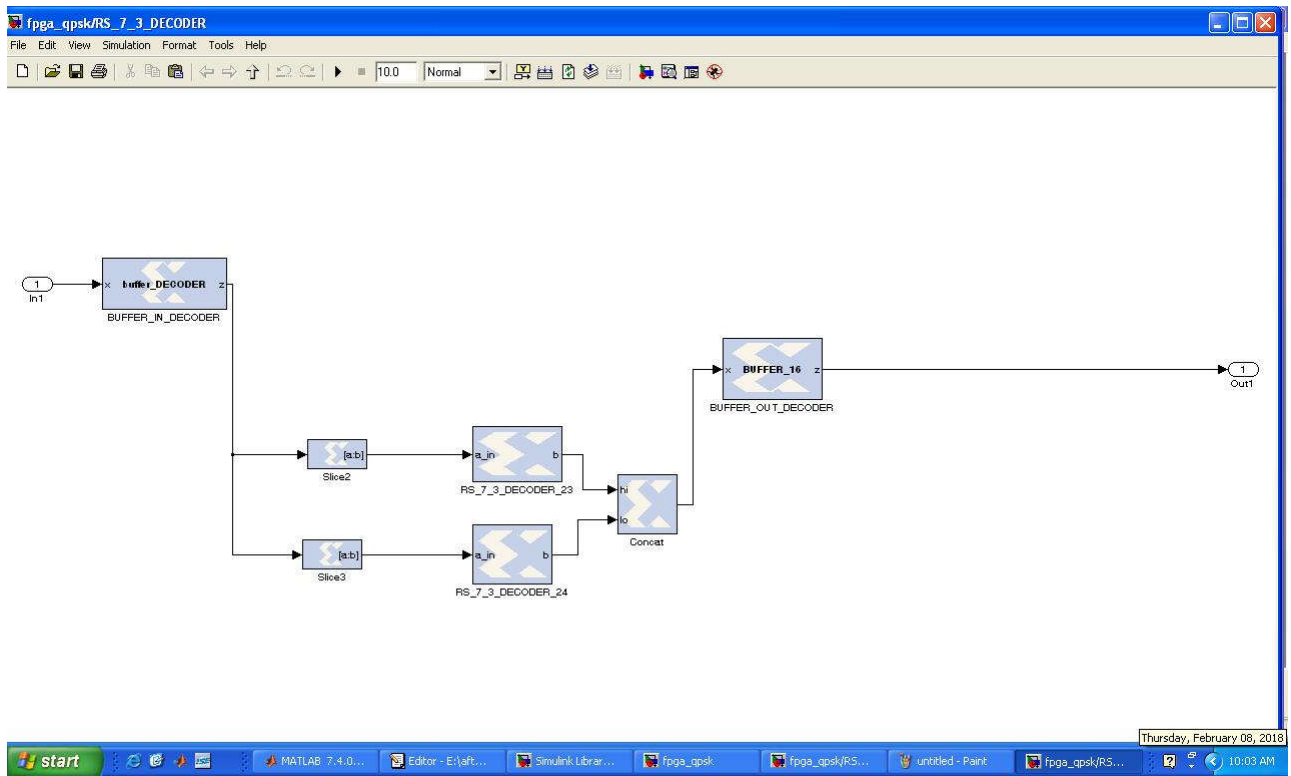 fpga_qpsk/RS_7_3_DECODER
File Edit View Simulation Format Tools Help
10.0 Normal
1
In1
x buffer_DECODER z
BUFFER_IN_DECODER
x BUFFER_16 z
BUFFER_OUT_DECODER
1
Out1
[a:b]
Slice2
a_in b
RS_7_3_DECODER_23
hi
lo
Concat
[a:b]
Slice3
a_in b
RS_7_3_DECODER_24
Thursday, February 08, 2018
start ISE MATLAB 7.4.0... Editor - E:\aft... Simulink Librar... fpga_qpsk fpga_qpsk/RS... untitled - Paint fpga_qpsk/RS... 10:03 AM